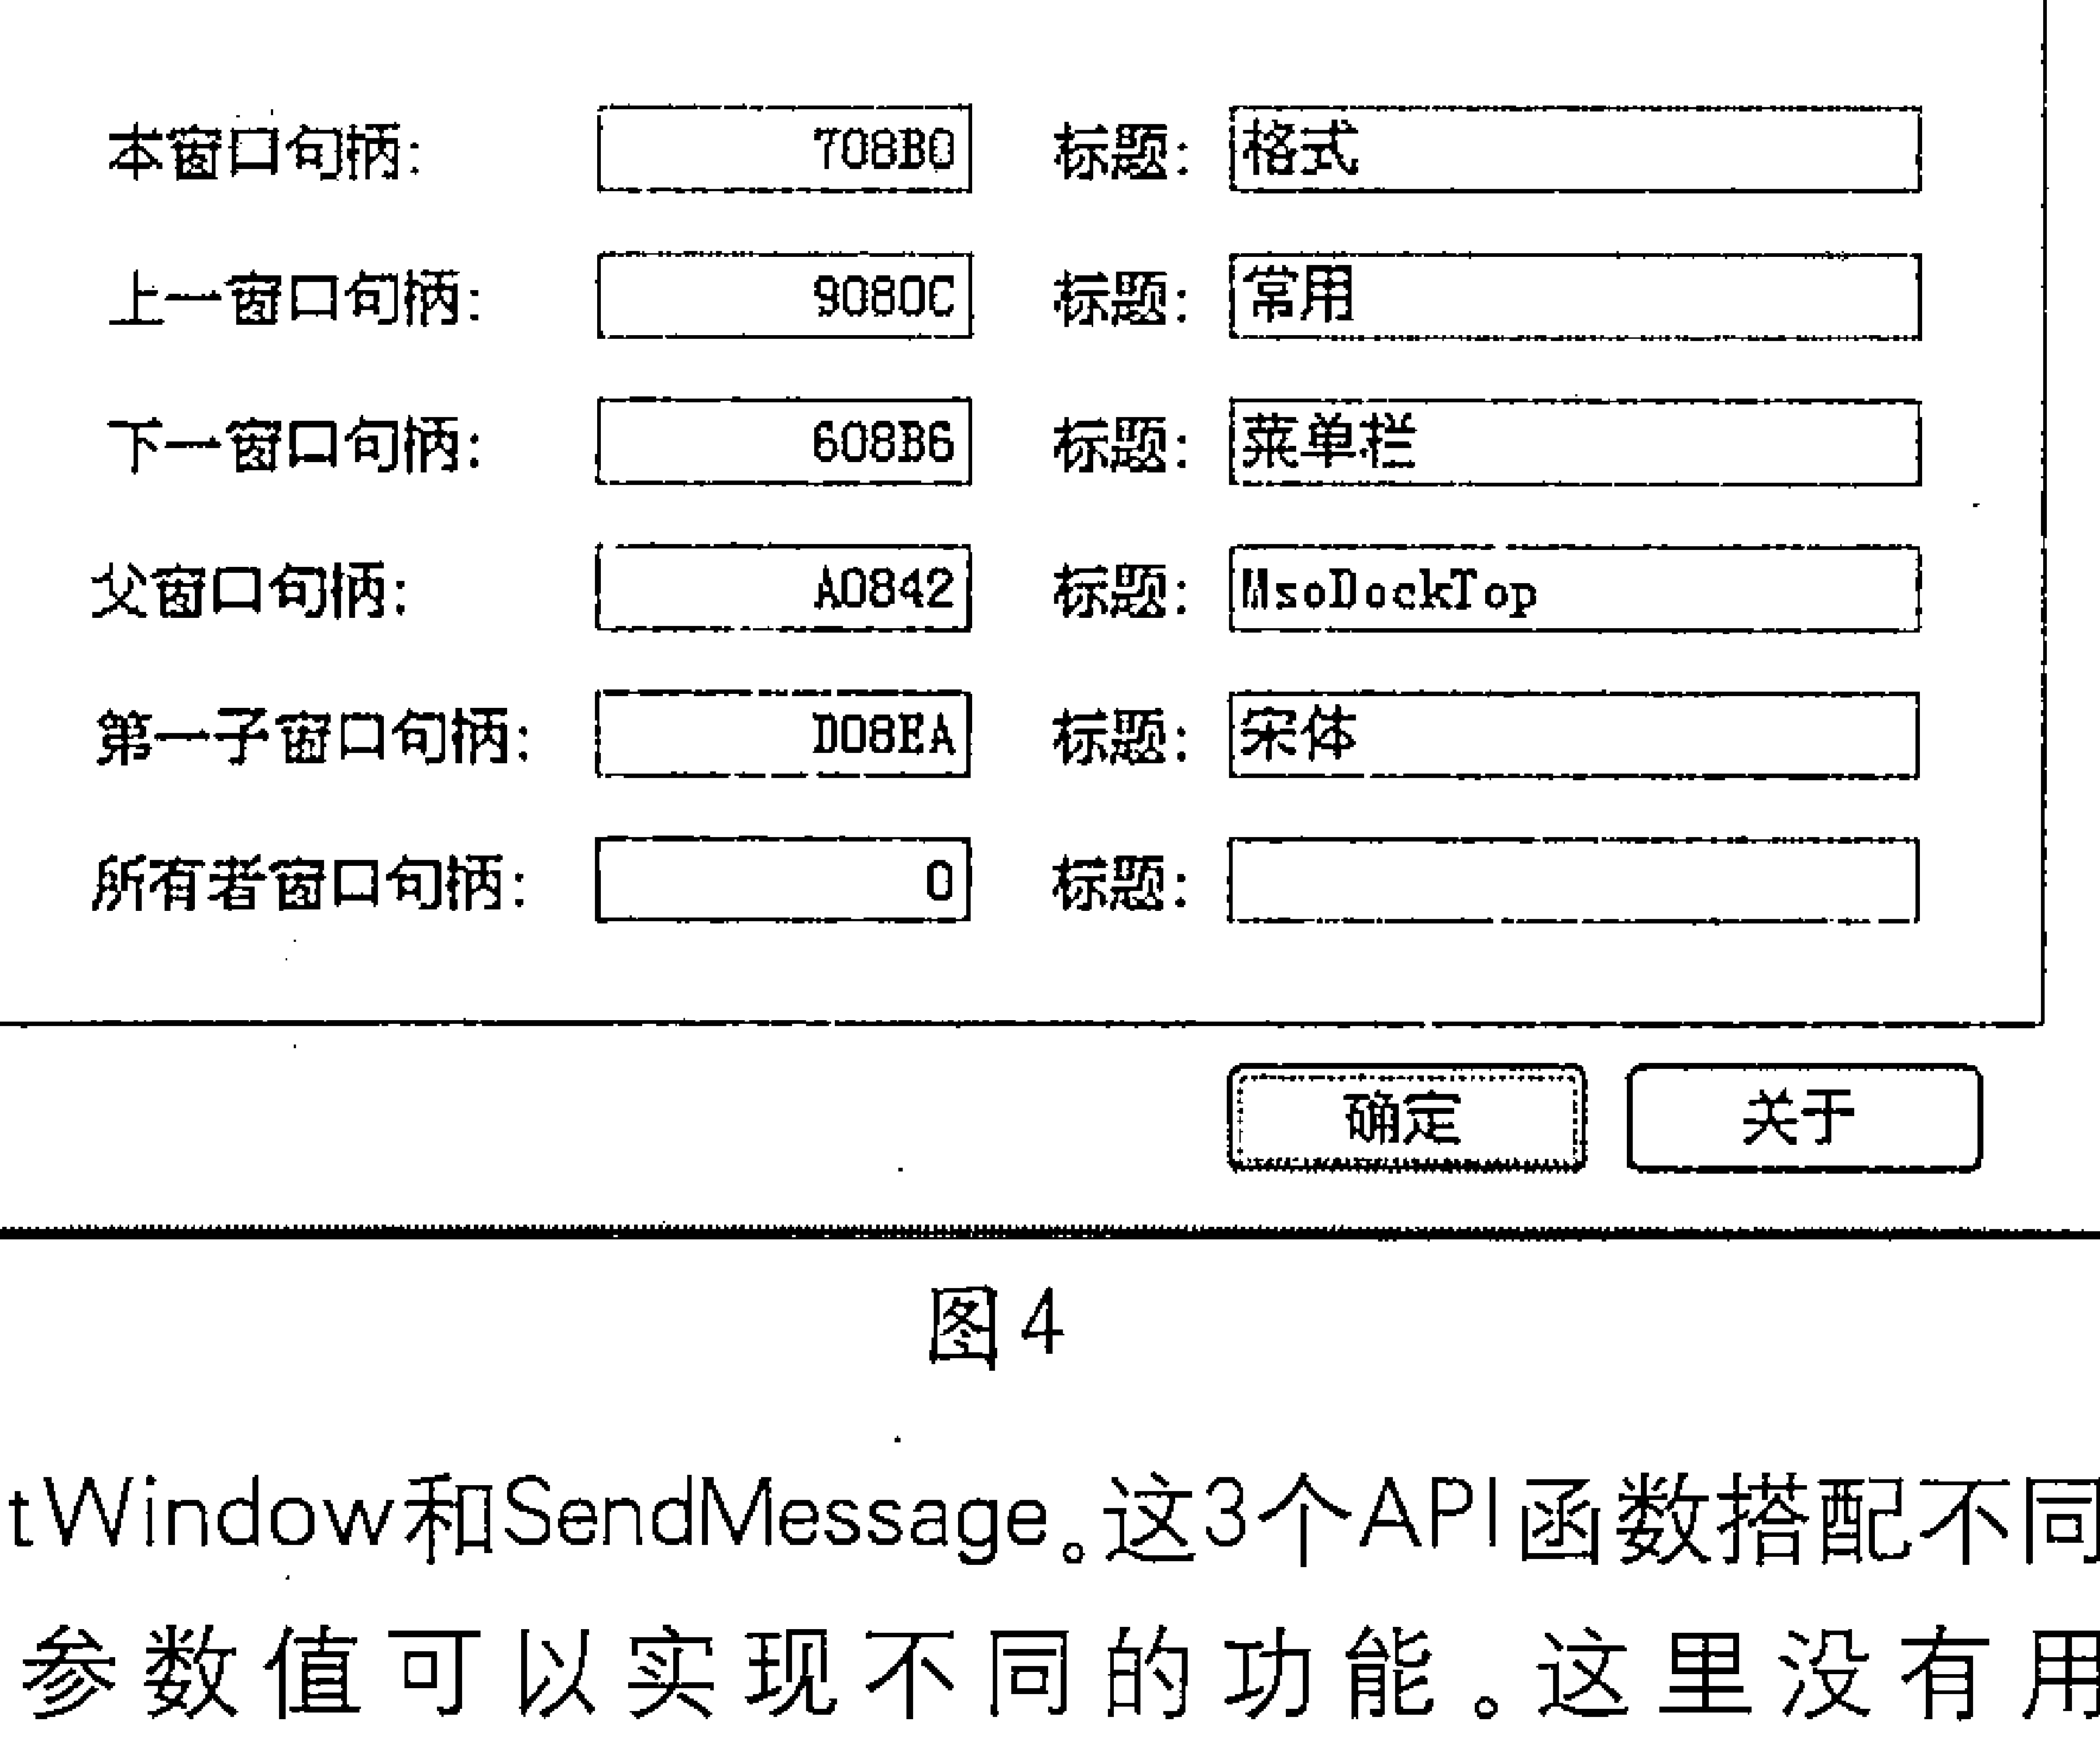 本窗口句柄: 708B0 标题: 格式
上一窗口句柄: 9080C 标题: 常用
下一窗口句柄: 608B6 标题: 菜单栏
父窗口句柄: A0842 标题: MsoDockTop
第一子窗口句柄: D08EA 标题: 宋体
所有者窗口句柄: 0 标题:
确定 关于
图4
tWindow和SendMessage。这3个API函数搭配不同
参数值可以实现不同的功能。这里没有用